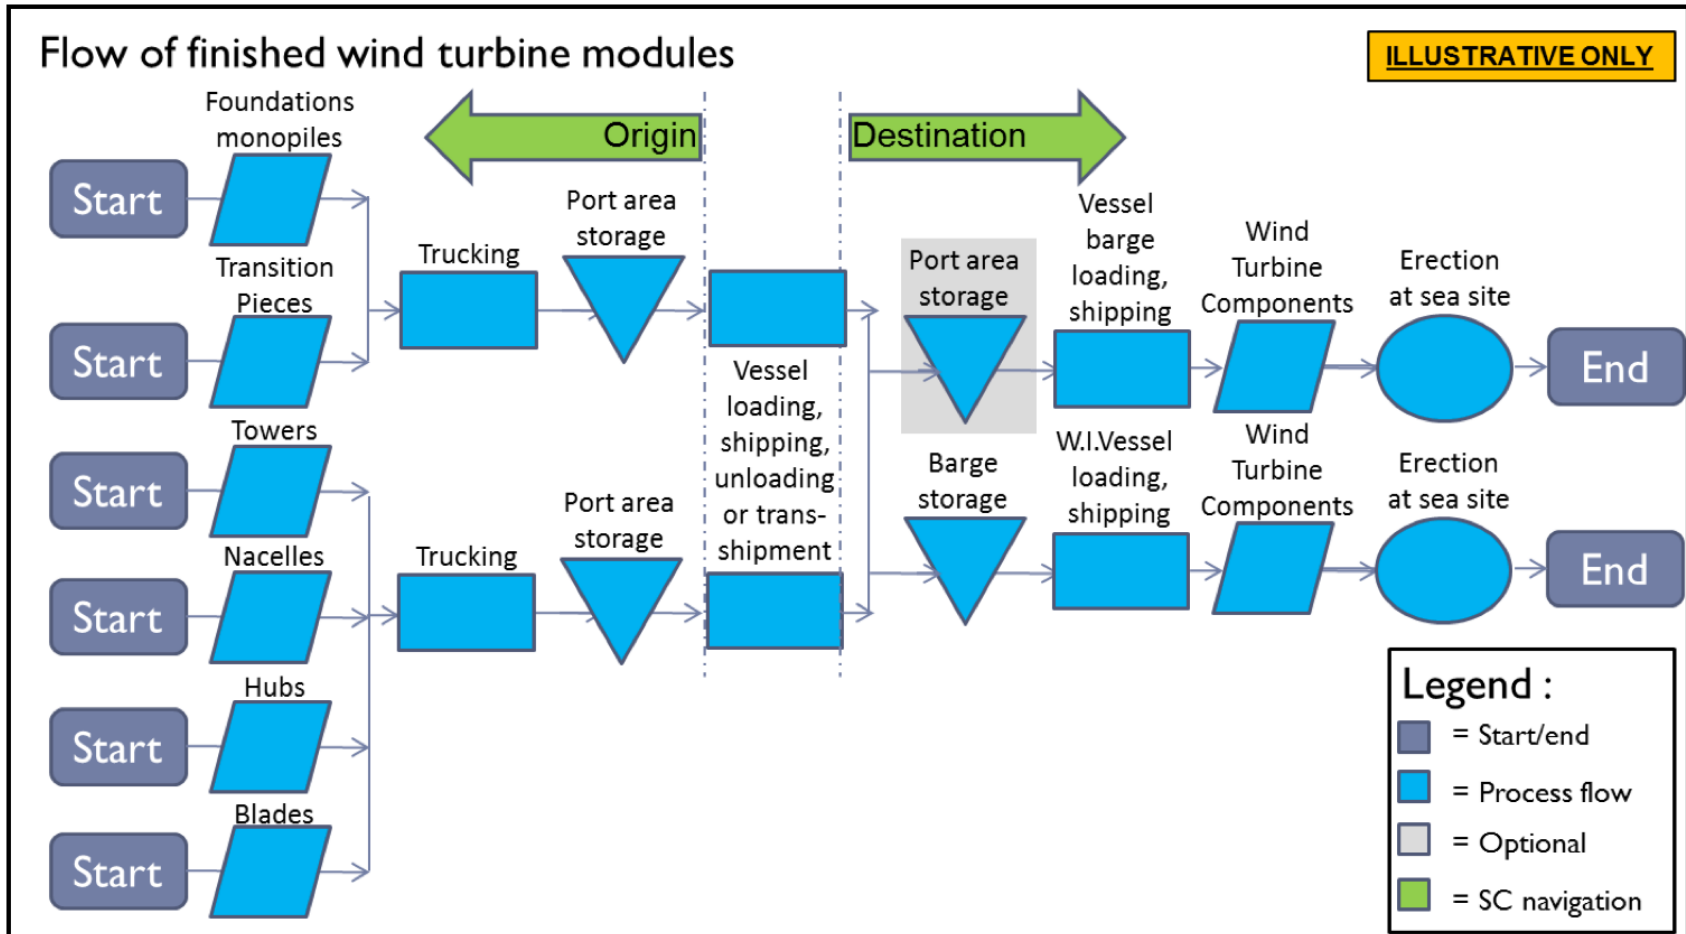 Flow of finished wind turbine modules
ILLUSTRATIVE ONLY
Origin
Destination
Start
Foundations
monopiles
Start
Transition
Pieces
Trucking
Port area
storage
Start
Towers
Start
Nacelles
Start
Hubs
Start
Blades
Trucking
Port area
storage
Vessel
loading,
shipping,
unloading
or trans-
shipment
Port area
storage
Vessel
barge
loading,
shipping
Wind
Turbine
Components
Erection
at sea site
End
Barge
storage
W.I.Vessel
loading,
shipping
Wind
Turbine
Components
Erection
at sea site
End
Legend :
= Start/end
= Process flow
= Optional
= SC navigation